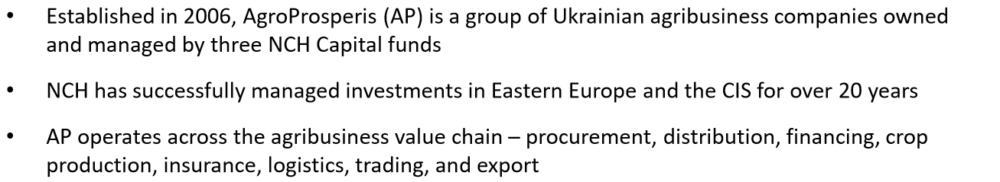 • Established in 2006, AgroProsperis (AP) is a group of Ukrainian agribusiness companies owned
and managed by three NCH Capital funds
• NCH has successfully managed investments in Eastern Europe and the CIS for over 20 years
• AP operates across the agribusiness value chain – procurement, distribution, financing, crop
production, insurance, logistics, trading, and export